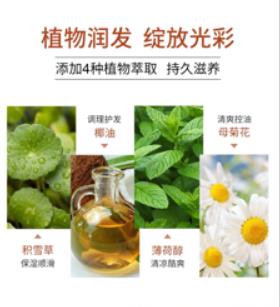 植物润发 绽放光彩
添加4种植物萃取 持久滋养
调理护发
椰油
清爽控油
母菊花
积雪草
保湿顺滑
薄荷醇
清凉酷爽